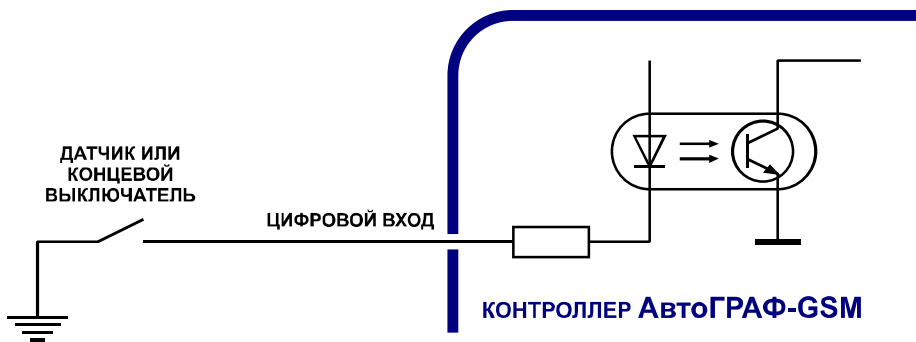 ДАТЧИК ИЛИ
КОНЦЕВОЙ
ВЫКЛЮЧАТЕЛЬ
ЦИФРОВОЙ ВХОД
КОНТРОЛЛЕР АвтоГРАФ-GSM